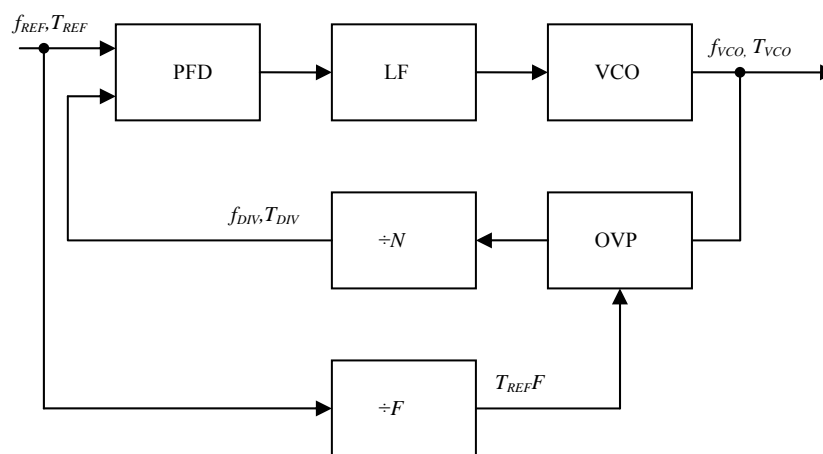 fREF,TREF
PFD
LF
VCO
fVCO, TVCO
fDIV,TDIV
÷N
OVP
÷F
TREFF